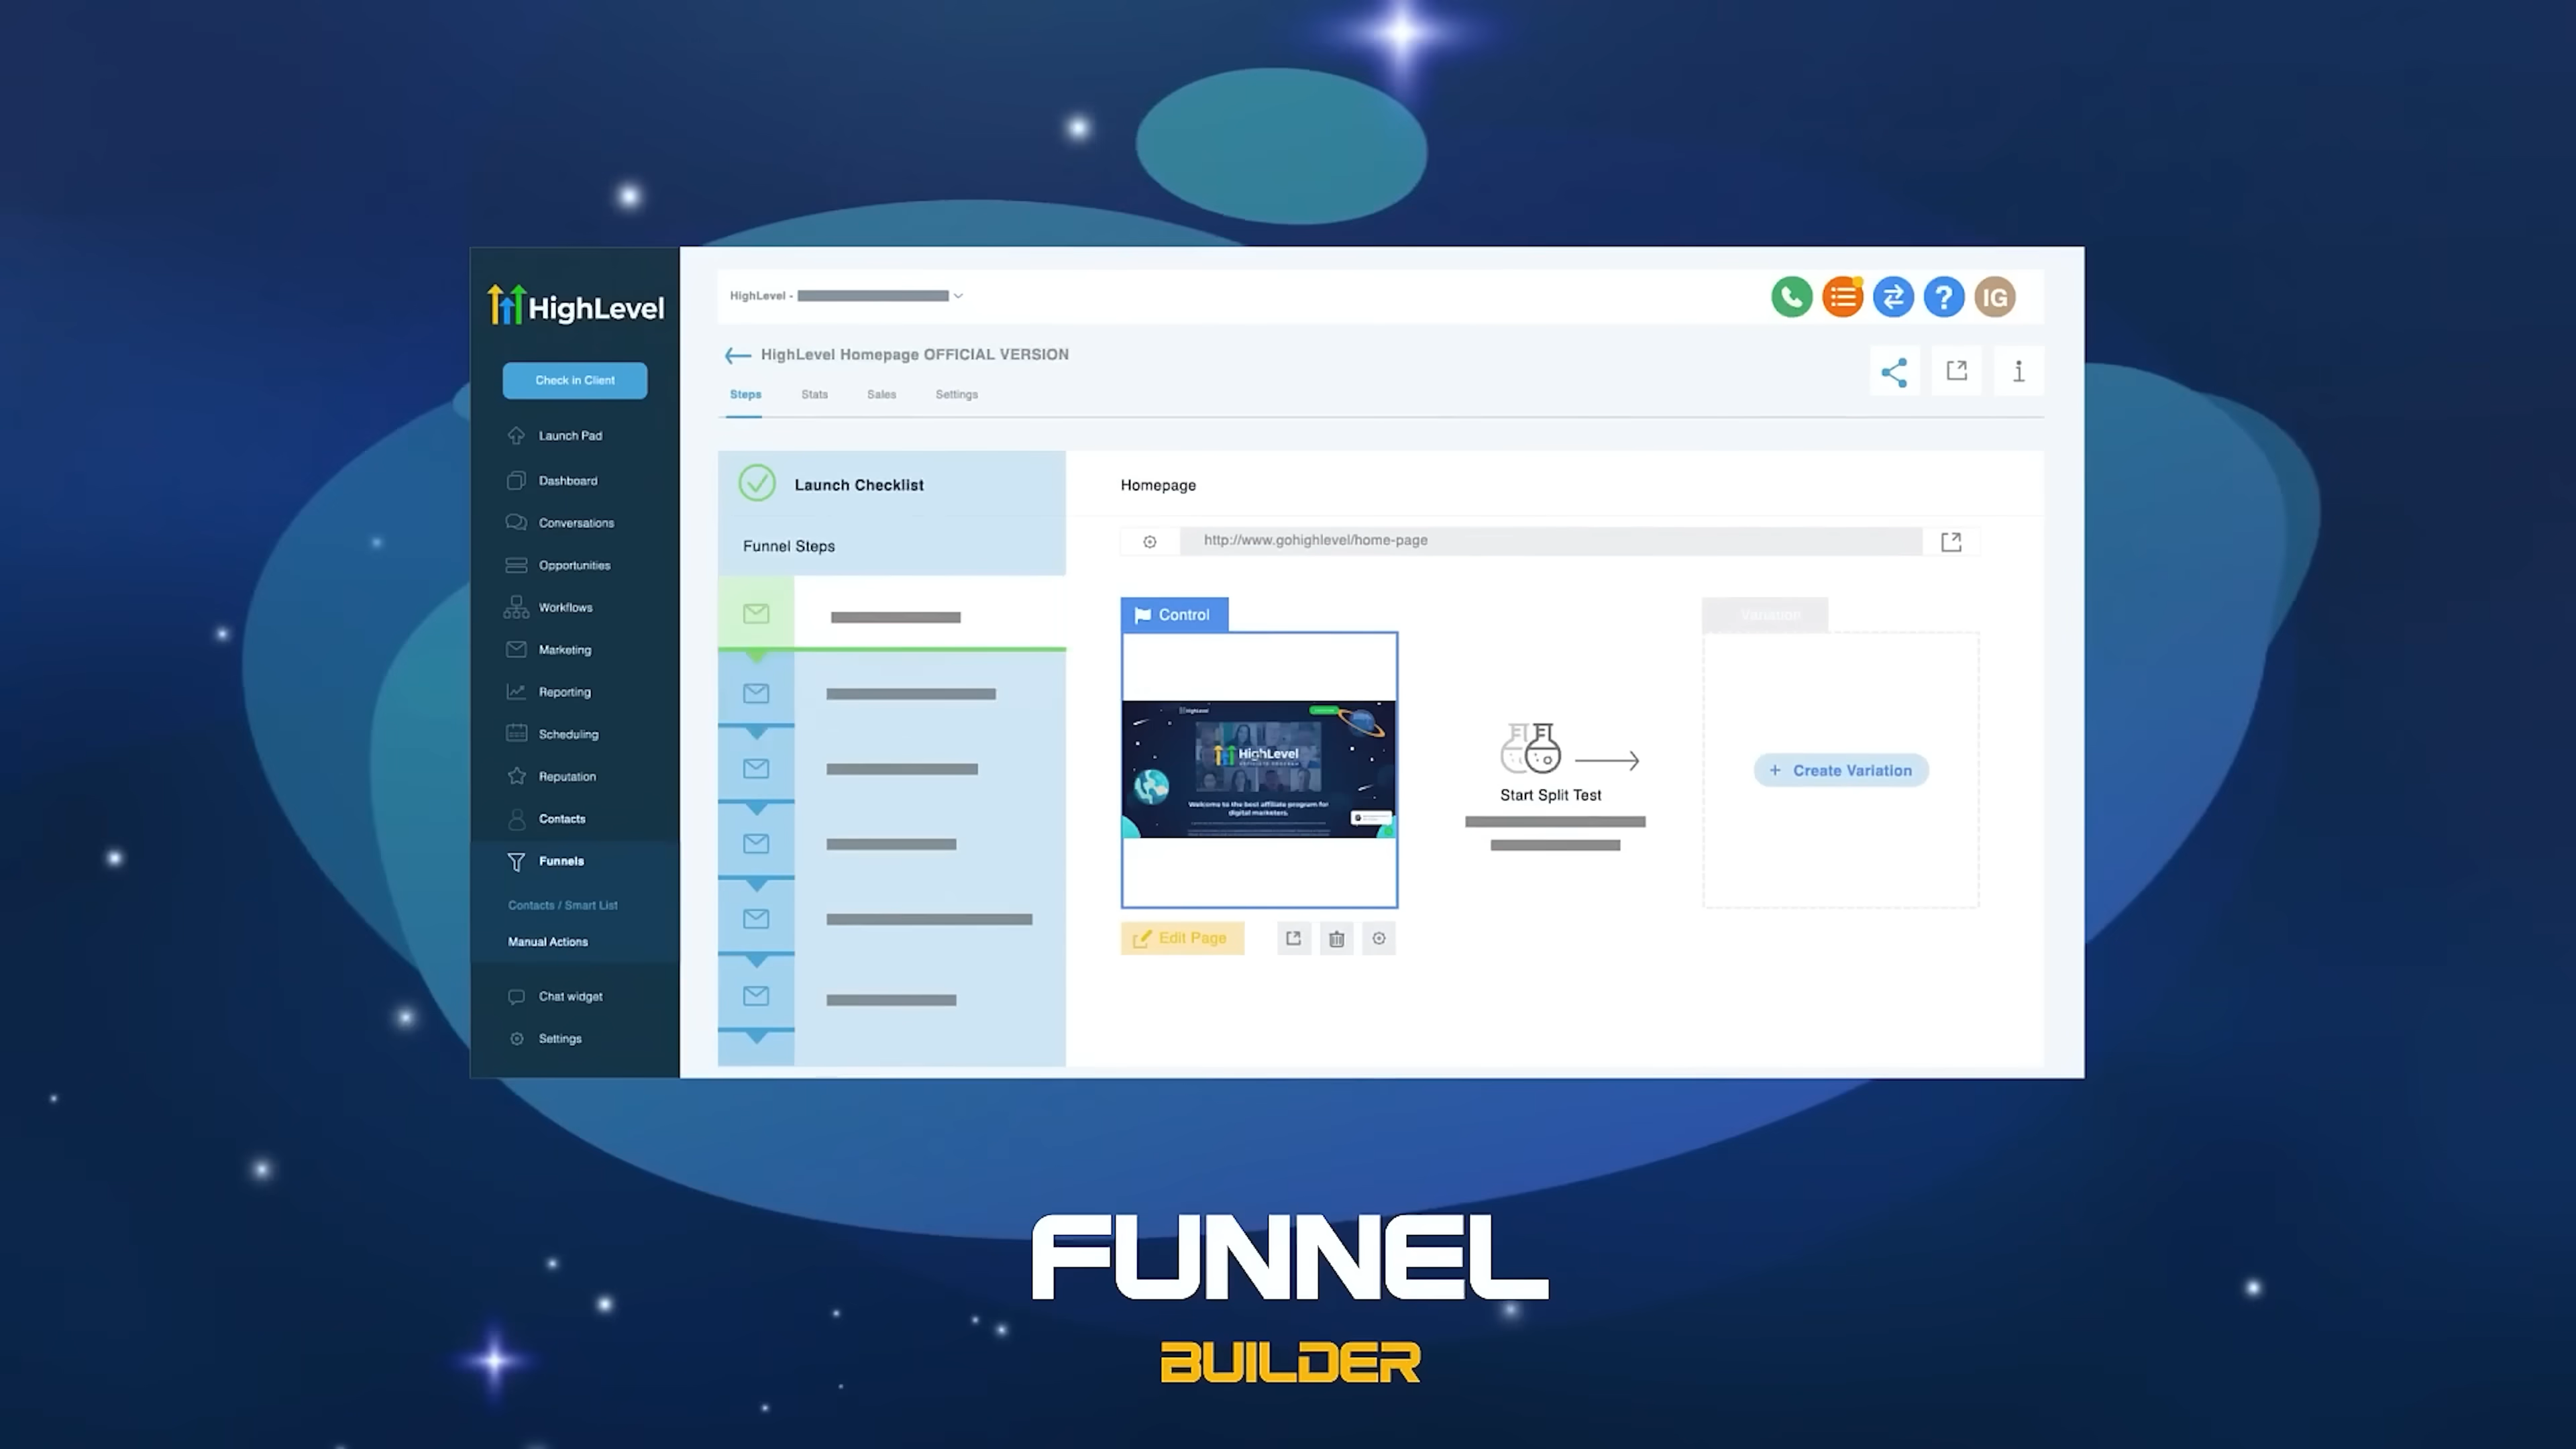 HighLevel
Check in Client
Launch Pad
Dashboard
Conversations
Opportunities
Workflows
Marketing
Reporting
Scheduling
Reputation
Contacts
Funnels
Contacts / Smart List
Manual Actions
Chat widget
Settings
HighLevel -
IG
HighLevel Homepage OFFICIAL VERSION
Steps Stats Sales Settings
Launch Checklist
Funnel Steps
Homepage
http://www.gohighlevel/home-page
Control
HighLevel
HighLevel
Welcome to the best affiliate program for
digital marketers.
Edit Page
Start Split Test
Variation
+ Create Variation
FUNNEL
BUILDER